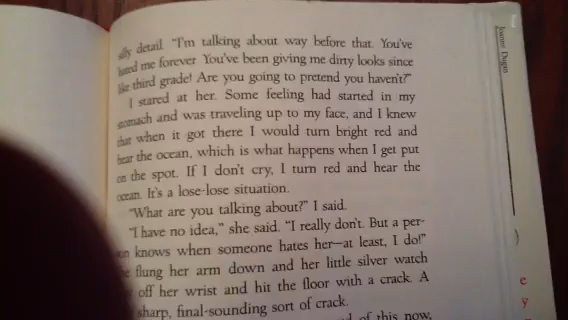 silly detail. "I'm talking about way before that. You've
hated me forever. You've been giving me dirty looks since
like third grade! Are you going to pretend you haven't?"
I stared at her. Some feeling had started in my
stomach and was traveling up to my face, and I knew
that when it got there I would turn bright red and
hear the ocean, which is what happens when I get put
on the spot. If I don't cry, I turn red and hear the
ocean. It's a lose-lose situation.
"What are you talking about?" I said.
"I have no idea," she said. "I really don't. But a per-
knows when someone hates her—at least, I do!"
flung her arm down and her little silver watch
off her wrist and hit the floor with a crack. A
sharp, final-sounding sort of crack.
of this now,
e
y